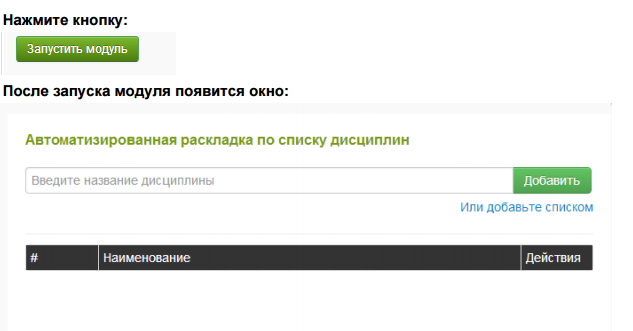 Нажмите кнопку:
Запустить модуль
После запуска модуля появится окно:
Автоматизированная раскладка по списку дисциплин
Введите название дисциплины Добавить
Или добавьте списком
# Наименование Действия